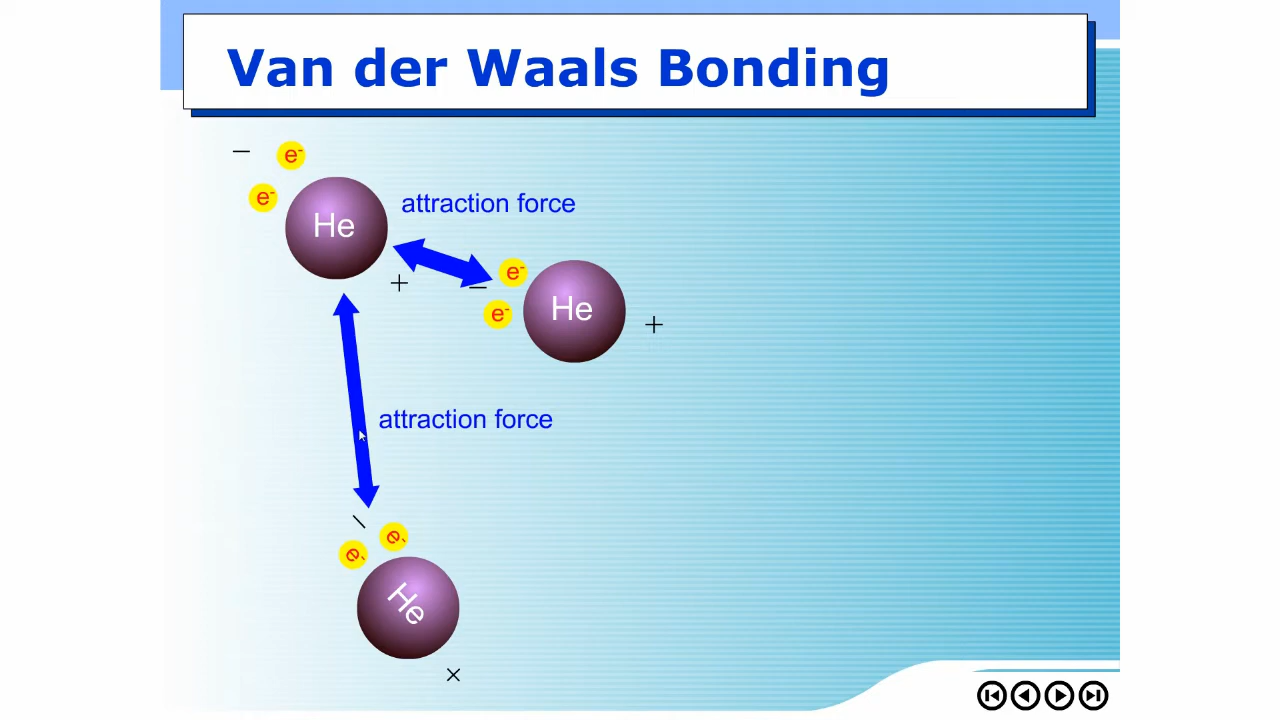 Van der Waals Bonding
– e-
e- He
attraction force
+ – e-
e- He +
attraction force
– e-
e-
He
+